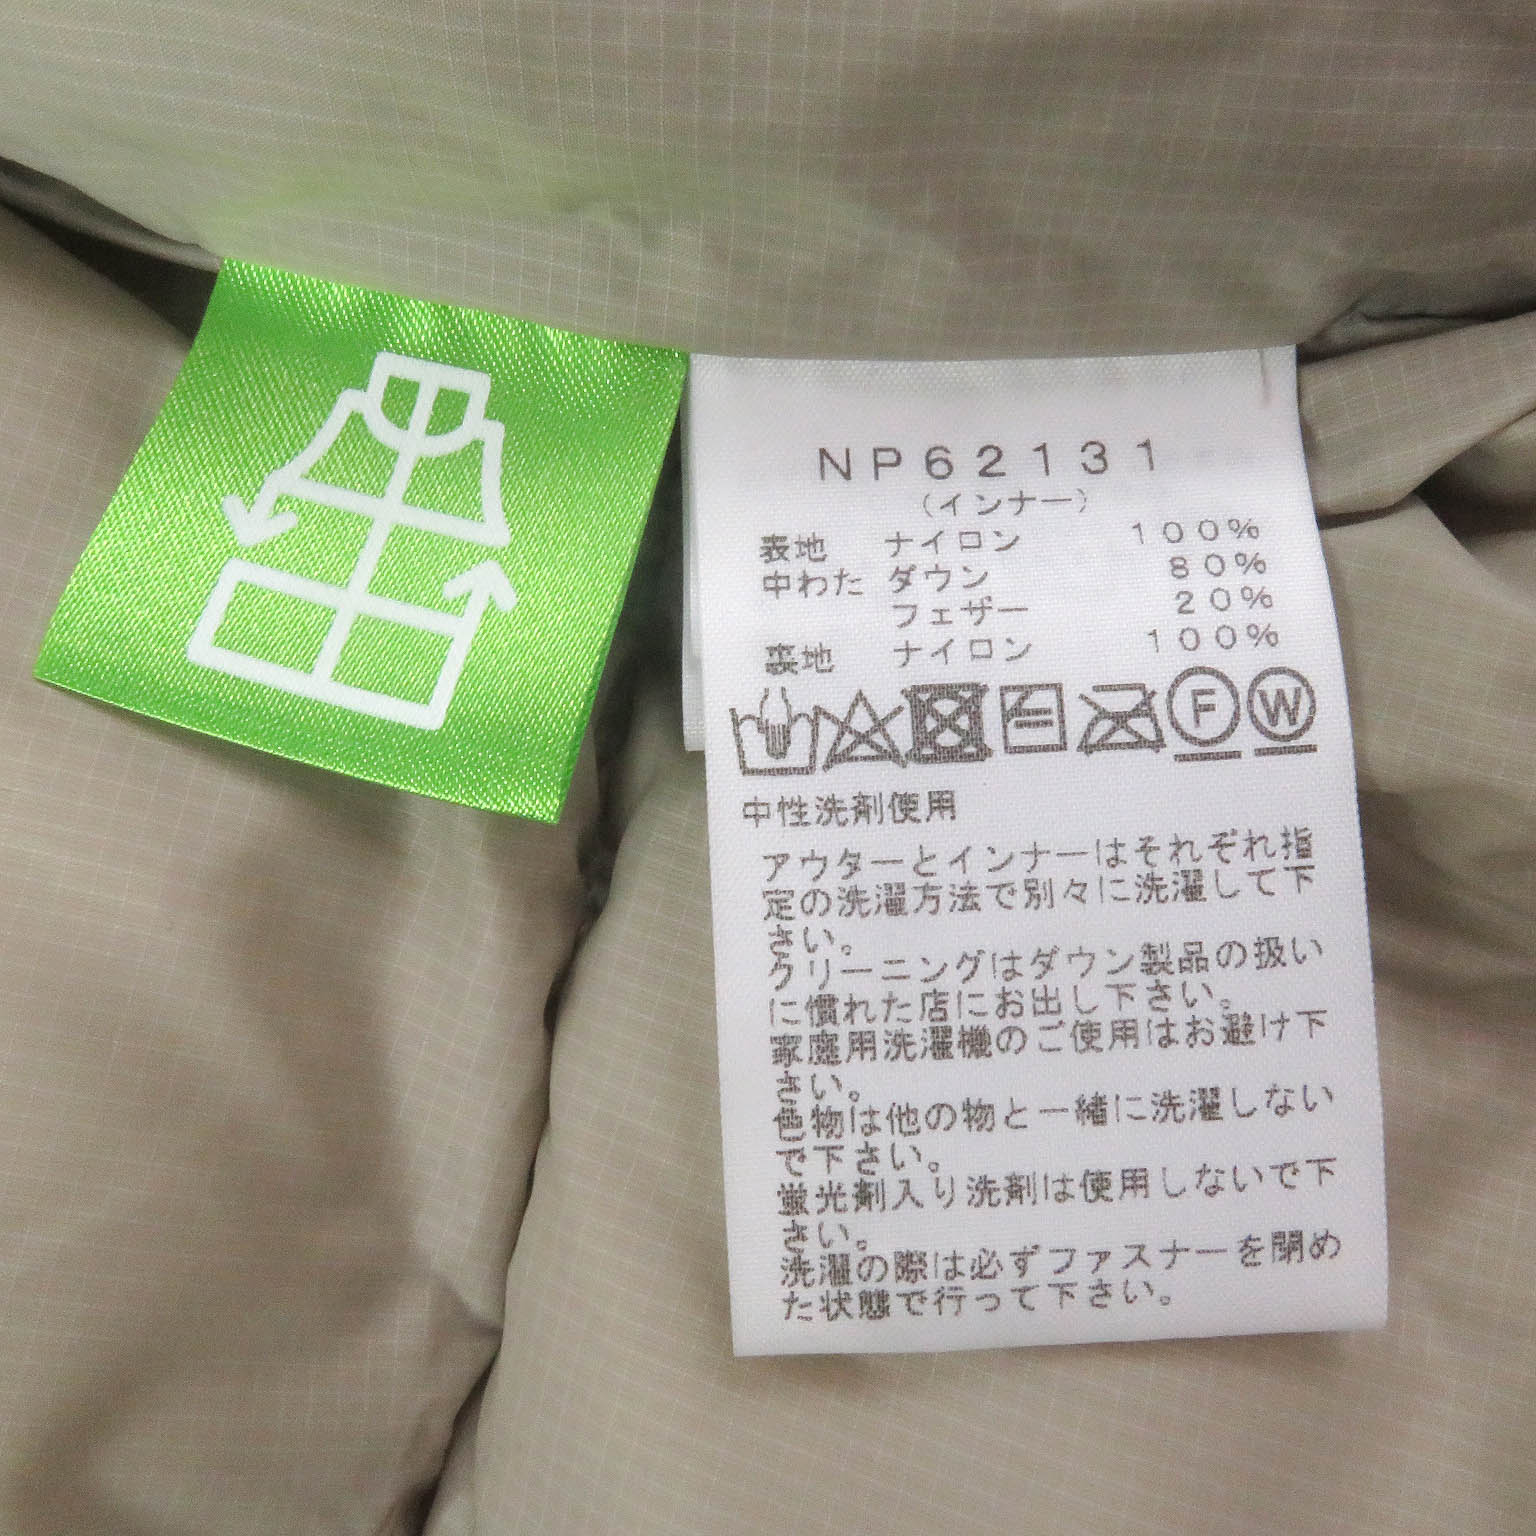 NP62131
(インナー)
表地 ナイロン 100%
中わた ダウン 80%
フェザー 20%
裏地 ナイロン 100%
F W
中性洗剤使用
アウターとインナーはそれぞれ指
定の洗濯方法で別々に洗濯して下
さい。
クリーニングはダウン製品の扱い
に慣れた店にお出し下さい。
家庭用洗濯機のご使用はお避け下
さい。
色物は他の物と一緒に洗濯しない
で下さい。
蛍光剤入り洗剤は使用しないで下
さい。
洗濯の際は必ずファスナーを閉め
た状態で行って下さい。